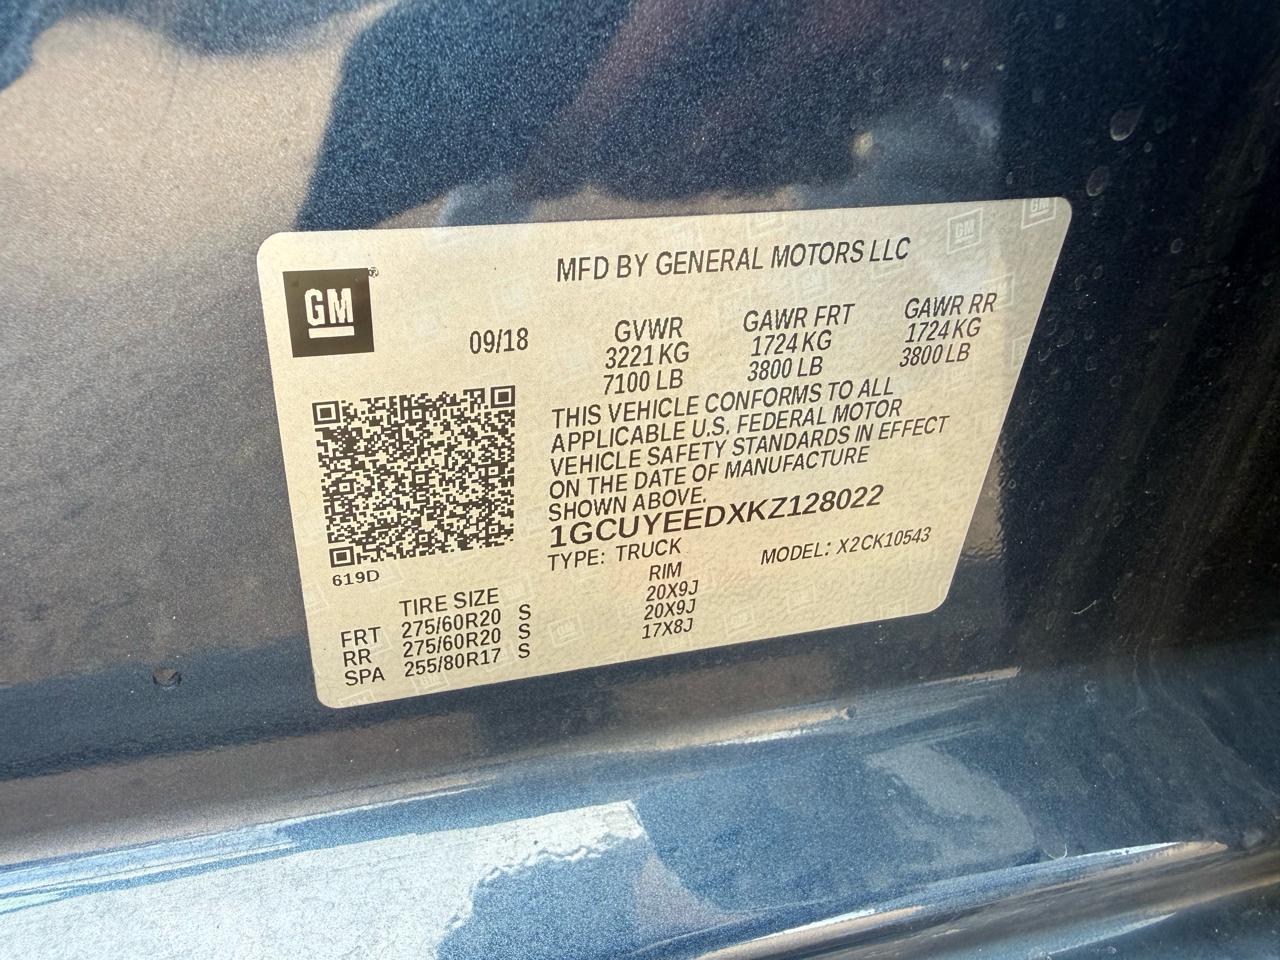 GM
MFD BY GENERAL MOTORS LLC
09/18
GVWR GAWR FRT GAWR RR
3221 KG 1724 KG 1724 KG
7100 LB 3800 LB 3800 LB
THIS VEHICLE CONFORMS TO ALL
APPLICABLE U.S. FEDERAL MOTOR
VEHICLE SAFETY STANDARDS IN EFFECT
ON THE DATE OF MANUFACTURE
SHOWN ABOVE.
1GCUYEEDXKZ128022
TYPE: TRUCK MODEL: X2CK10543
619D
TIRE SIZE RIM
FRT 275/60R20 S 20X9J
RR 275/60R20 S 20X9J
SPA 255/80R17 S 17X8J